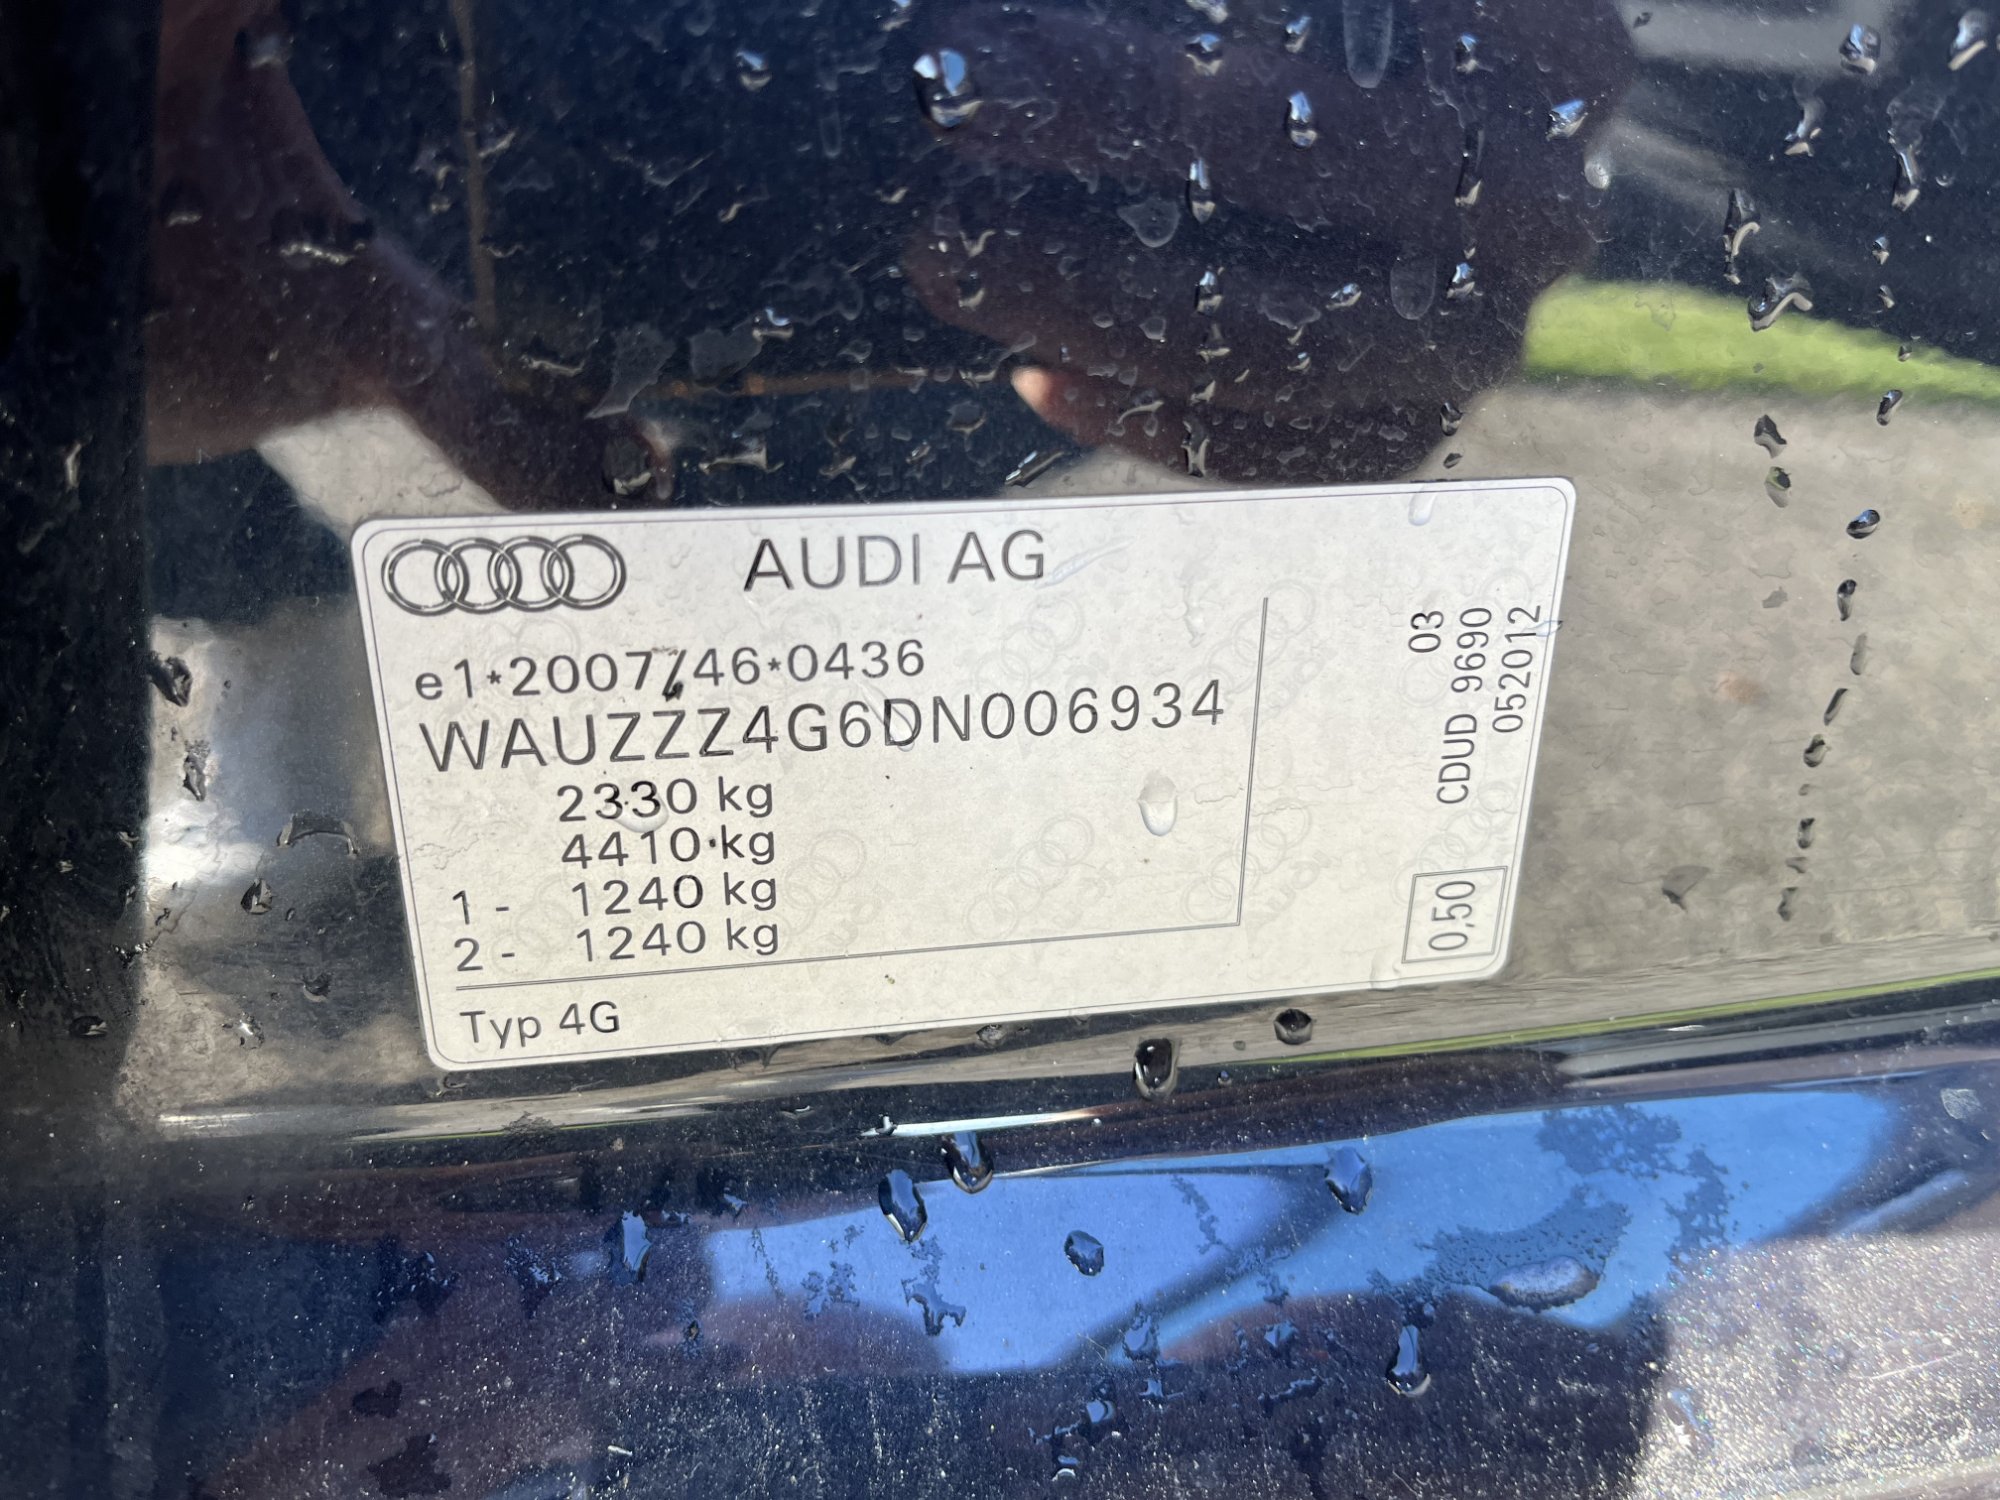 AUDI AG
e1*2007/46*0436
WAUZZZ4G6DN006934
2330 kg
4410 kg
1 - 1240 kg
2 - 1240 kg
Typ 4G
03
CDUD 9690
052012
0,50